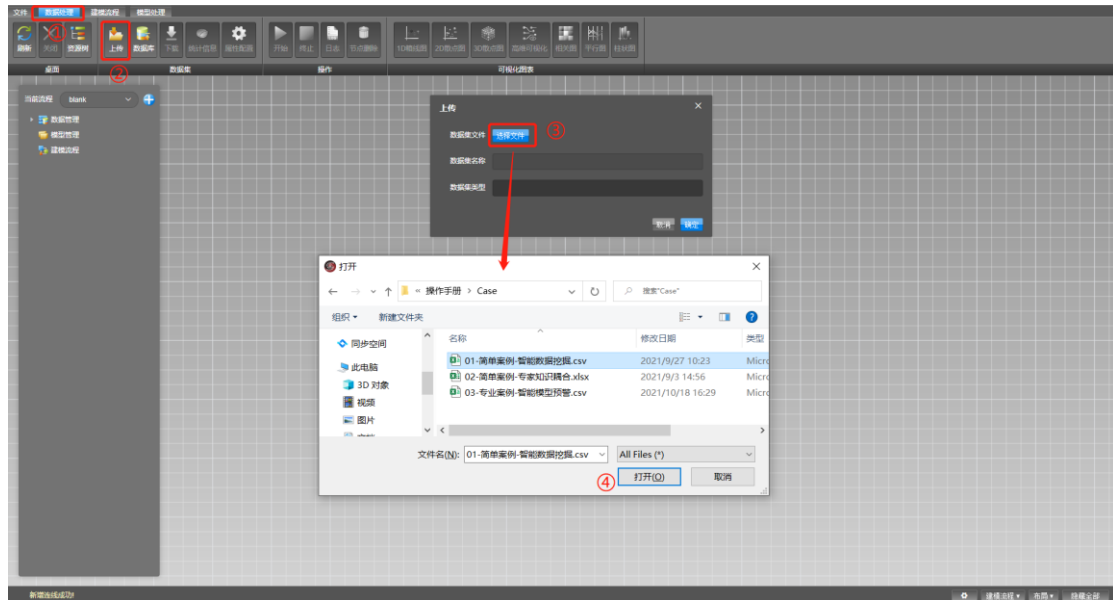 文件 数据处理 建模流程 模型处理
①
刷新 关闭 资源树 上传 数据库 下载 统计信息 属性配置 开始 终止 日志 节点删除 1D曲线图 2D散点图 3D散点图 高维可视化 相关图 平行图 柱状图
桌面 ② 数据集 操作 可视化图表
当前流程 blank
数据管理
模型管理
建模流程
上传
数据集文件 选择文件 ③
数据集名称
数据集类型
取消 确定
打开
« 操作手册 > Case 搜索"Case"
组织 新建文件夹
名称 修改日期 类型
同步空间
此电脑
3D 对象
视频
图片
01-简单案例-智能数据挖掘.csv 2021/9/27 10:23 Micro
02-简单案例-专家知识耦合.xlsx 2021/9/3 14:56 Micro
03-专业案例-智能模型预警.csv 2021/10/18 16:29 Micro
文件名(N): 01-简单案例-智能数据挖掘.csv All Files (*)
④ 打开(O) 取消
新增连线成功!
建模流程 布局 隐藏全部